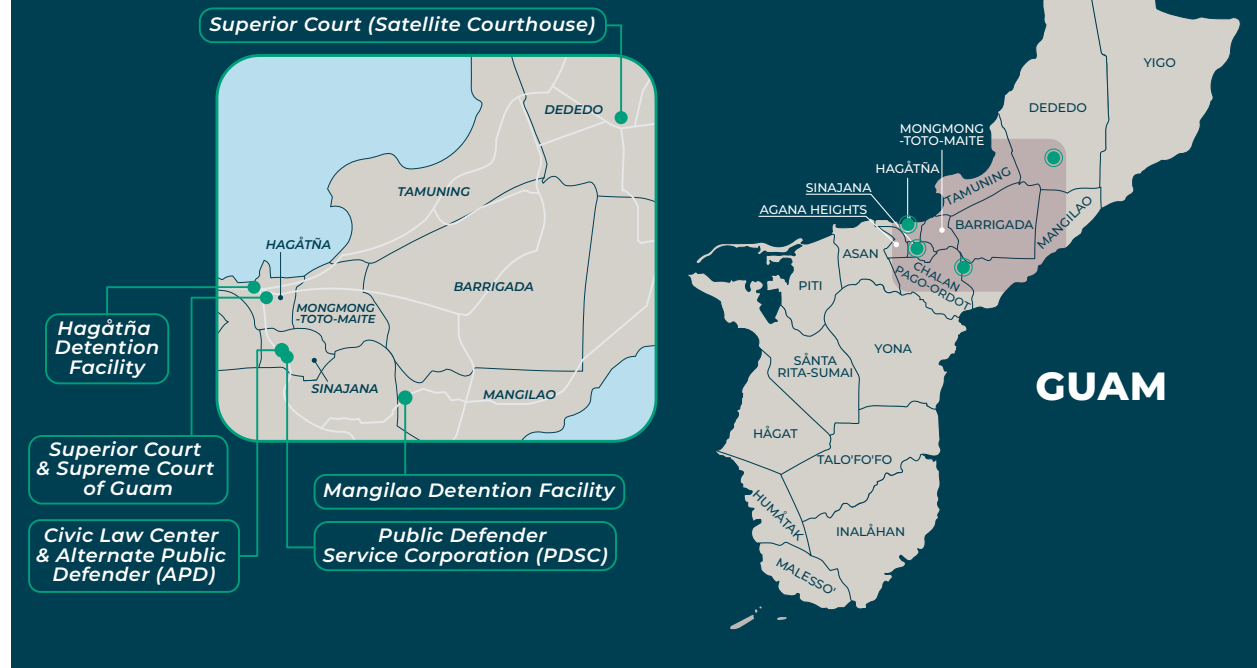 Superior Court (Satellite Courthouse)
DEDEDO
TAMUNING
HAGÅTÑA
BARRIGADA
MONGMONG
-TOTO-MAITE
SINAJANA
MANGILAO
Hagåtña
Detention
Facility
Superior Court
& Supreme Court
of Guam
Civic Law Center
& Alternate Public
Defender (APD)
Mangilao Detention Facility
Public Defender
Service Corporation (PDSC)
YIGO
DEDEDO
MONGMONG
-TOTO-MAITE
HAGÅTÑA
SINAJANA
AGANA HEIGHTS
TAMUNING
BARRIGADA
MANGILAO
ASAN
CHALAN
PAGO-ORDOT
PITI
YONA
SÅNTA
RITA-SUMAI
GUAM
HÅGAT
TALO'FO'FO
HUMÅTAK
INALÅHAN
MALESSO'